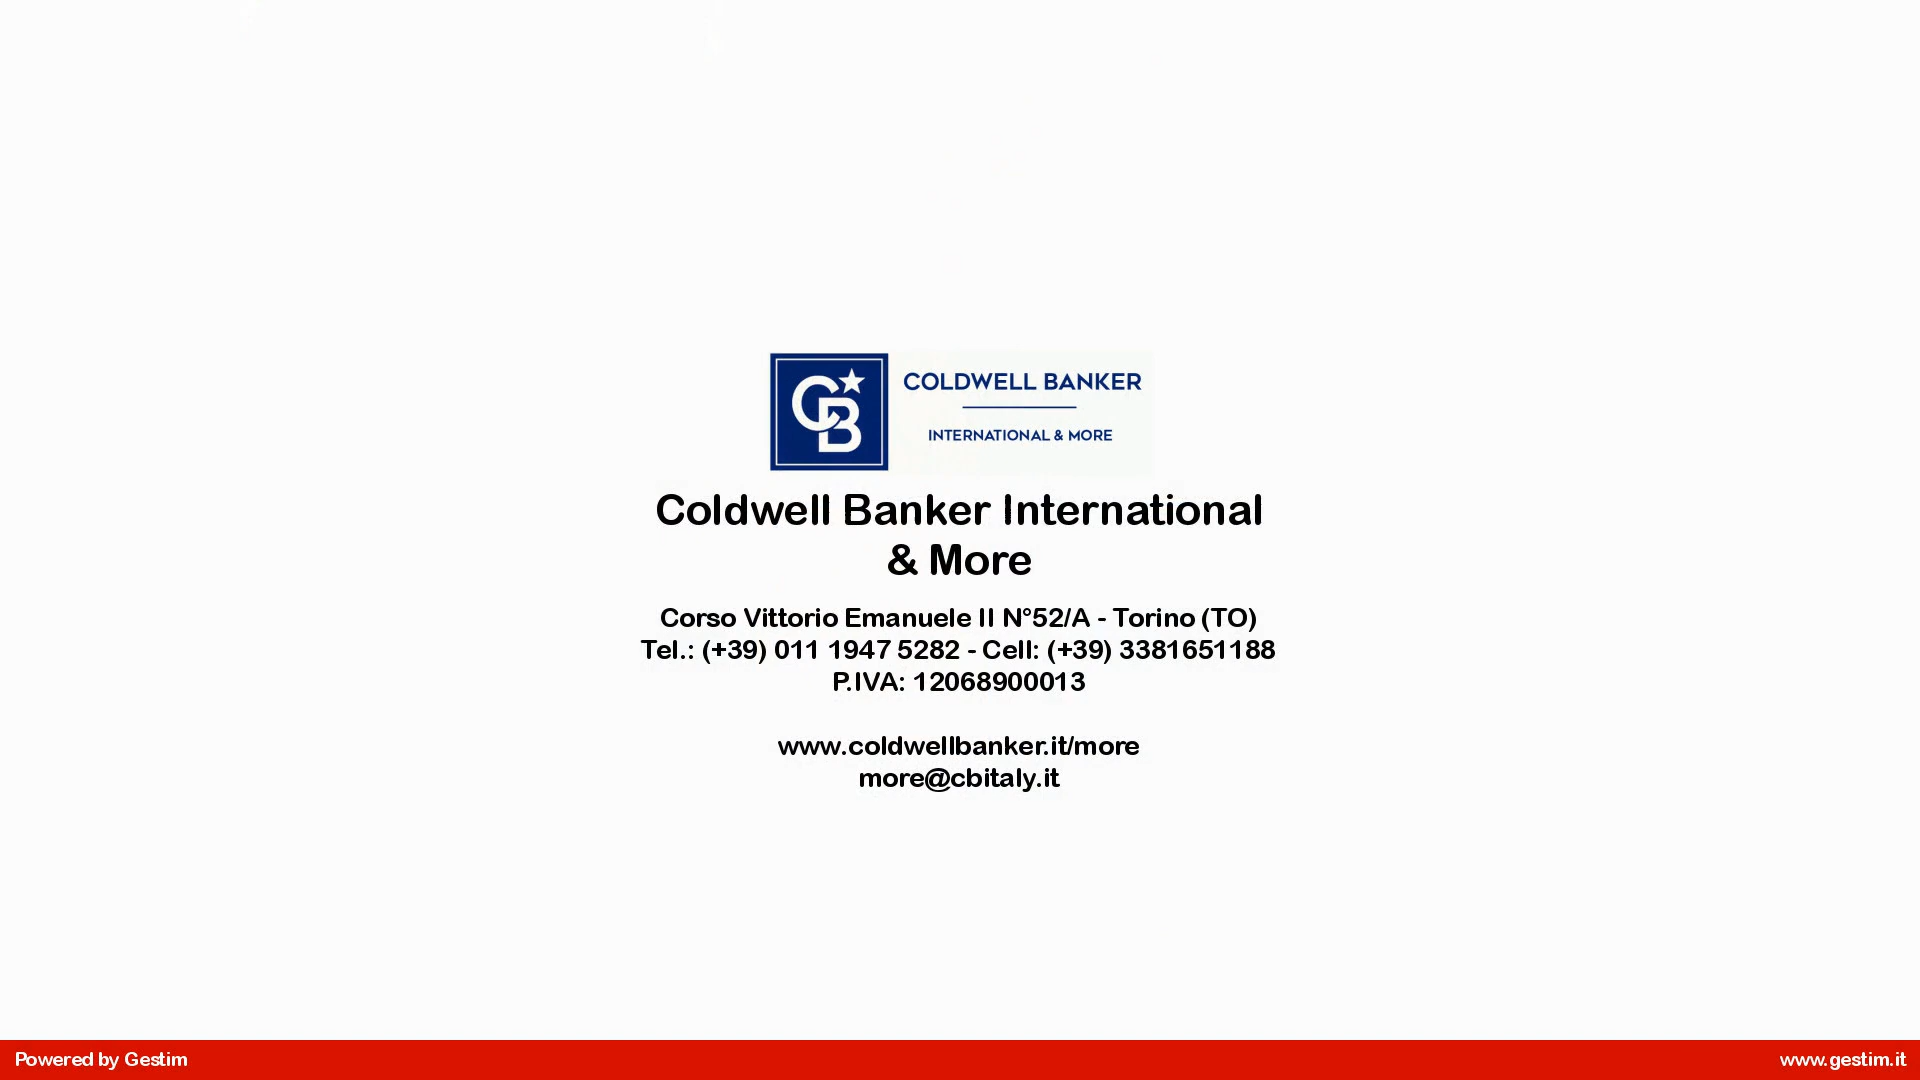 CB
COLDWELL BANKER
INTERNATIONAL & MORE
Coldwell Banker International
& More
Corso Vittorio Emanuele II N°52/A - Torino (TO)
Tel.: (+39) 011 1947 5282 - Cell: (+39) 3381651188
P.IVA: 12068900013
www.coldwellbanker.it/more
more@cbitaly.it
Powered by Gestim
www.gestim.it